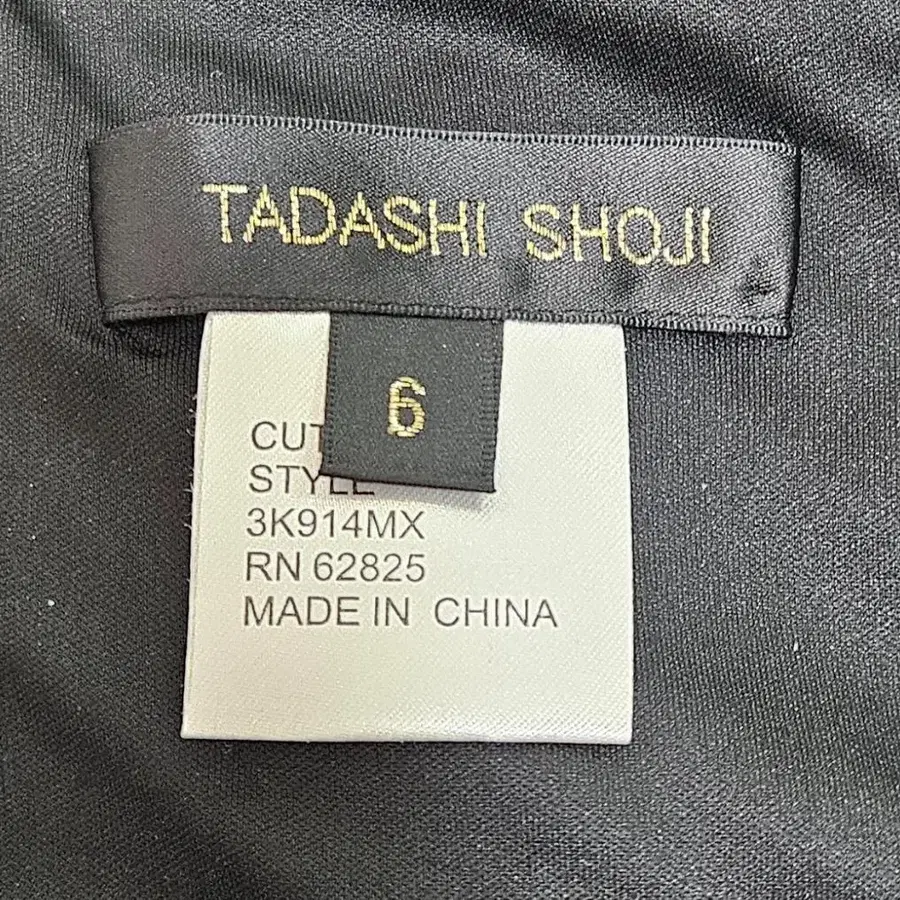 TADASHI SHOJI
6
CUT
STYLE
3K914MX
RN 62825
MADE IN CHINA